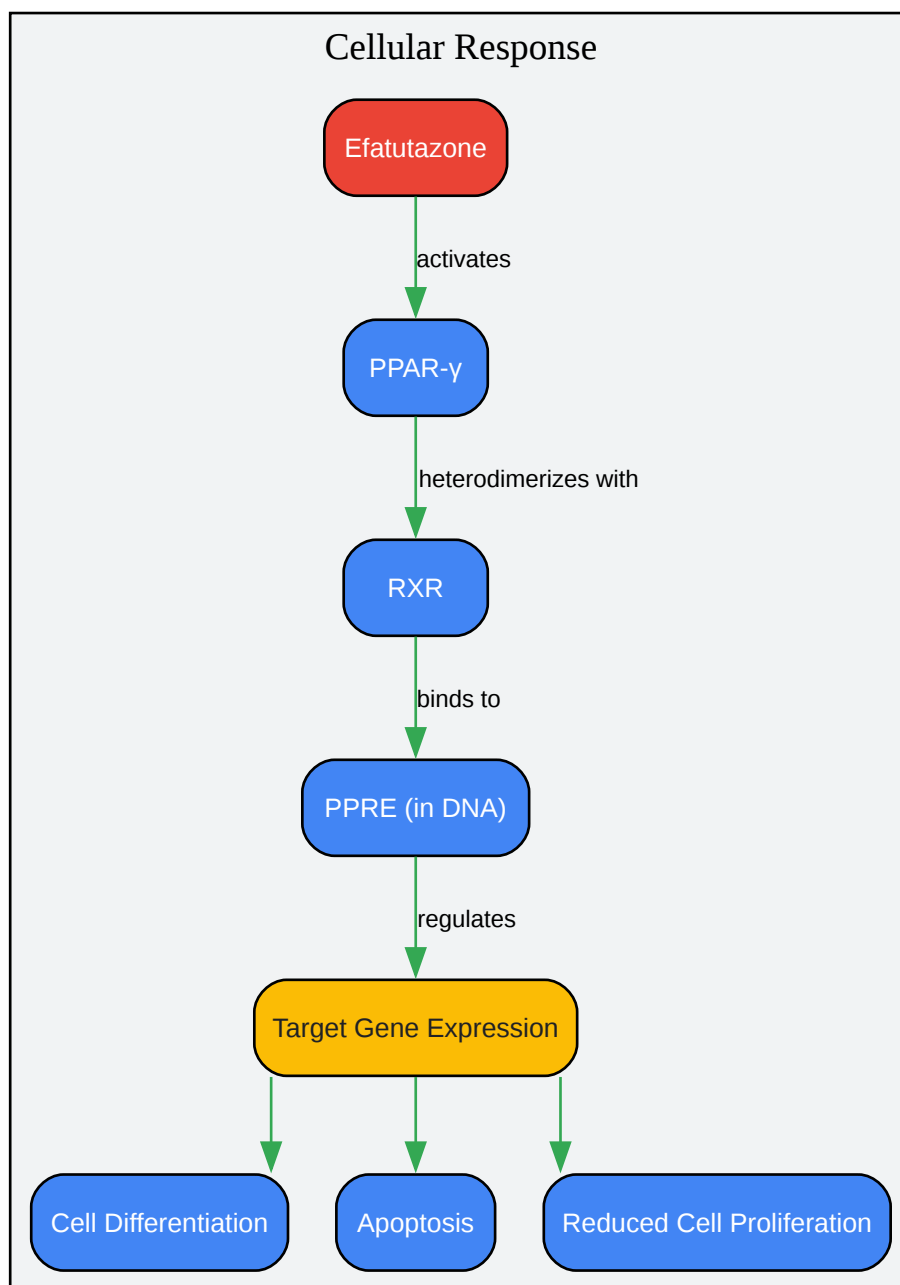 Cellular Response
Efatutazone
activates
PPAR-γ
heterodimerizes with
RXR
binds to
PPRE (in DNA)
regulates
Target Gene Expression
Cell Differentiation
Apoptosis
Reduced Cell Proliferation